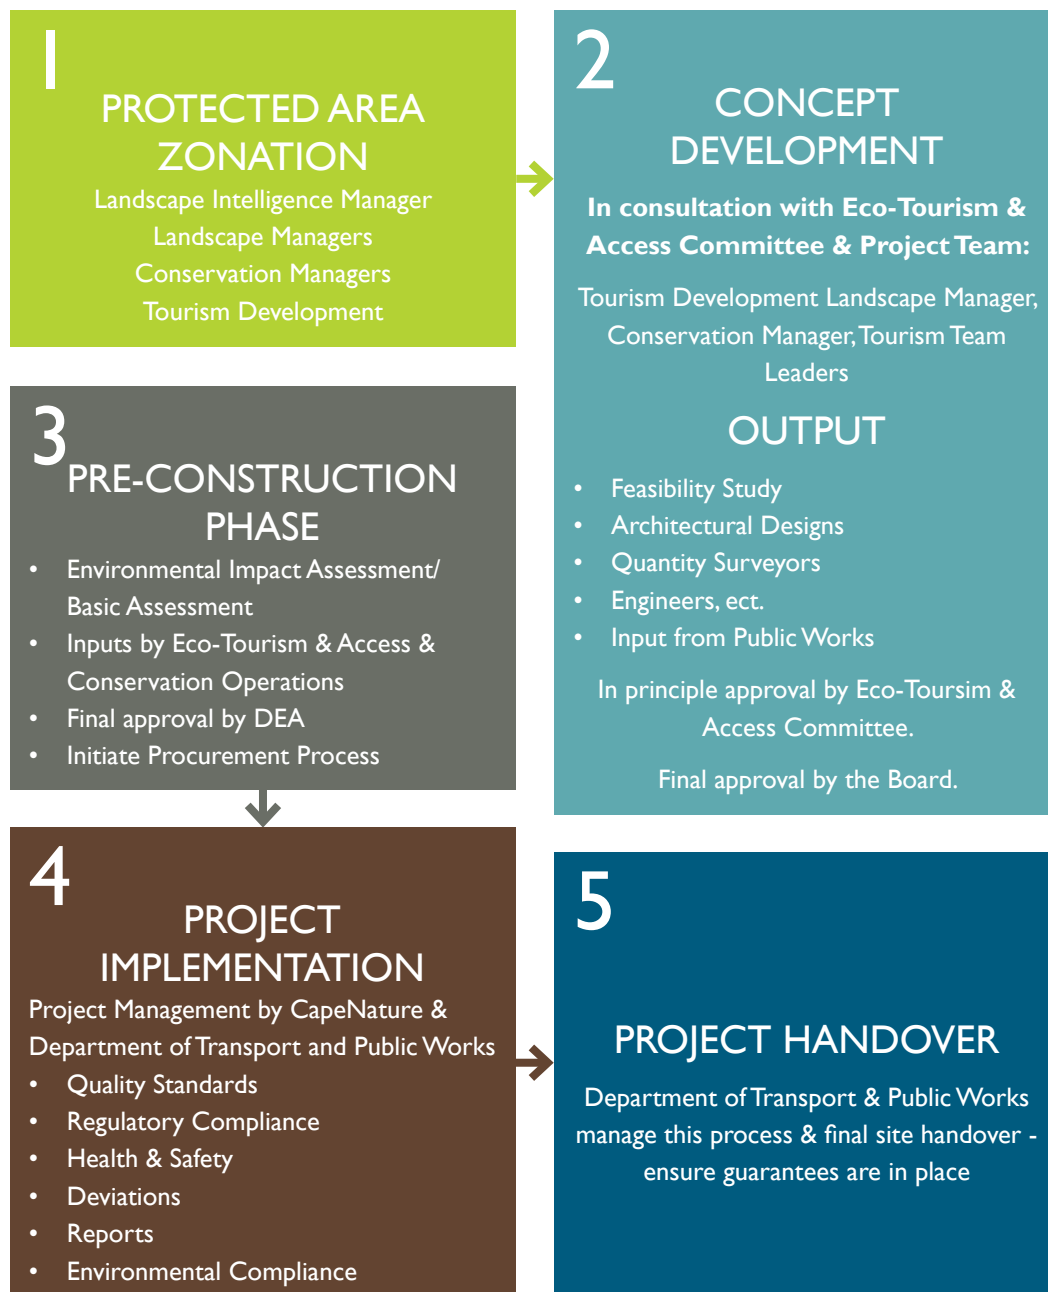 1
PROTECTED AREA
ZONATION
Landscape Intelligence Manager
Landscape Managers
Conservation Managers
Tourism Development
2
CONCEPT
DEVELOPMENT
In consultation with Eco-Tourism &
Access Committee & Project Team:
Tourism Development Landscape Manager,
Conservation Manager, Tourism Team
Leaders
OUTPUT
• Feasibility Study
• Architectural Designs
• Quantity Surveyors
• Engineers, ect.
• Input from Public Works
In principle approval by Eco-Toursim &
Access Committee.
Final approval by the Board.
3
PRE-CONSTRUCTION
PHASE
• Environmental Impact Assessment/
Basic Assessment
• Inputs by Eco-Tourism & Access &
Conservation Operations
• Final approval by DEA
• Initiate Procurement Process
4
PROJECT
IMPLEMENTATION
Project Management by CapeNature &
Department of Transport and Public Works
• Quality Standards
• Regulatory Compliance
• Health & Safety
• Deviations
• Reports
• Environmental Compliance
5
PROJECT HANDOVER
Department of Transport & Public Works
manage this process & final site handover -
ensure guarantees are in place